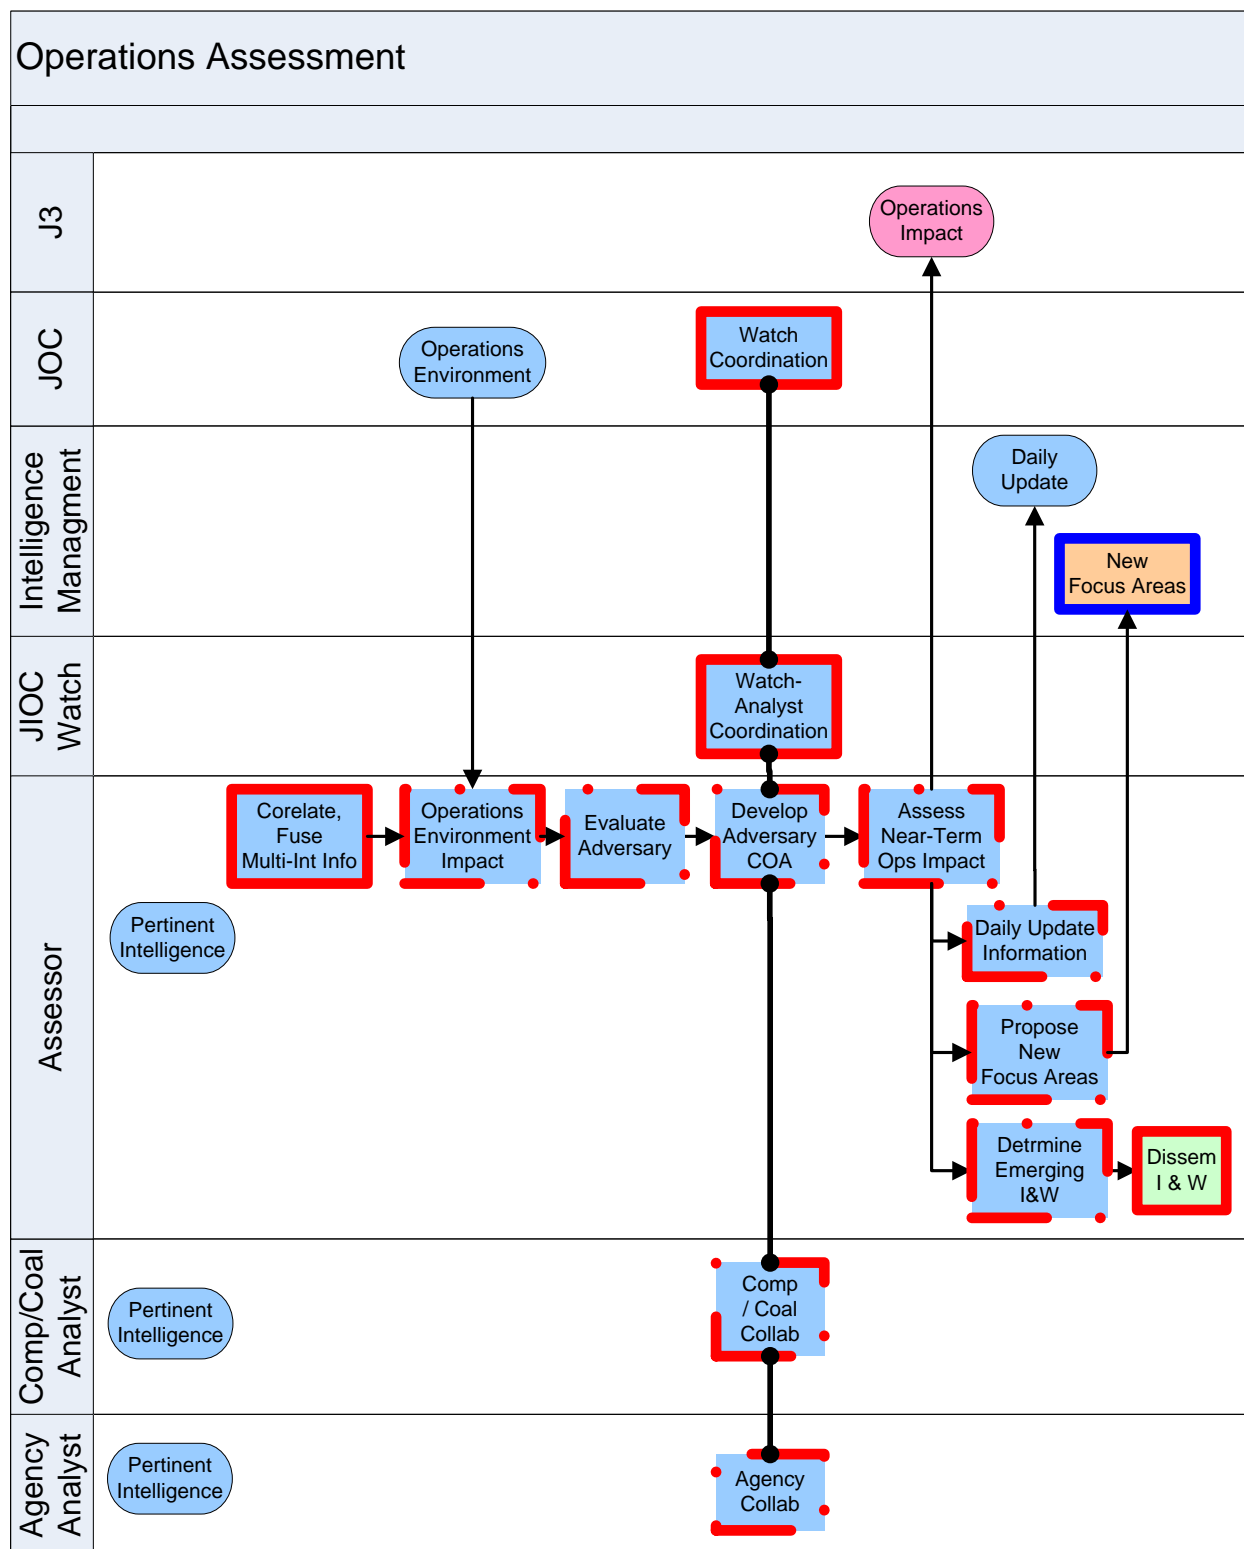 Operations Assessment
J3
Operations
Impact
JOC
Operations
Environment
Watch
Coordination
Intelligence
Managment
Daily
Update
New
Focus Areas
JIOC
Watch
Watch-
Analyst
Coordination
Assessor
Corelate,
Fuse
Multi-Int Info
Operations
Environment
Impact
Evaluate
Adversary
Develop
Adversary
COA
Assess
Near-Term
Ops Impact
Pertinent
Intelligence
Daily Update
Information
Propose
New
Focus Areas
Detrmine
Emerging
I&W
Dissem
I & W
Comp/Coal
Analyst
Pertinent
Intelligence
Comp
/ Coal
Collab
Agency
Analyst
Pertinent
Intelligence
Agency
Collab